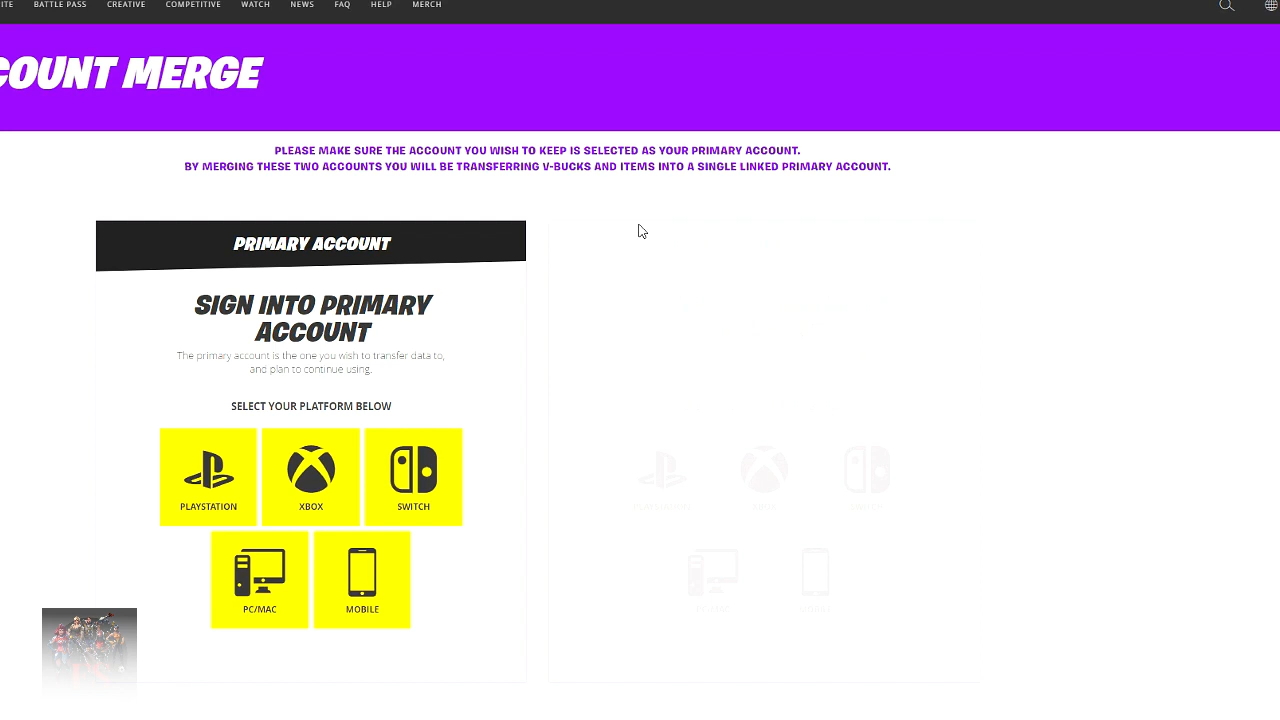 ITE BATTLE PASS CREATIVE COMPETITIVE WATCH NEWS FAQ HELP MERCH
COUNT MERGE
PLEASE MAKE SURE THE ACCOUNT YOU WISH TO KEEP IS SELECTED AS YOUR PRIMARY ACCOUNT.
BY MERGING THESE TWO ACCOUNTS YOU WILL BE TRANSFERRING V-BUCKS AND ITEMS INTO A SINGLE LINKED PRIMARY ACCOUNT.
PRIMARY ACCOUNT
SIGN INTO PRIMARY
ACCOUNT
The primary account is the one you wish to transfer data to,
and plan to continue using.
SELECT YOUR PLATFORM BELOW
PLAYSTATION XBOX SWITCH
PC/MAC MOBILE